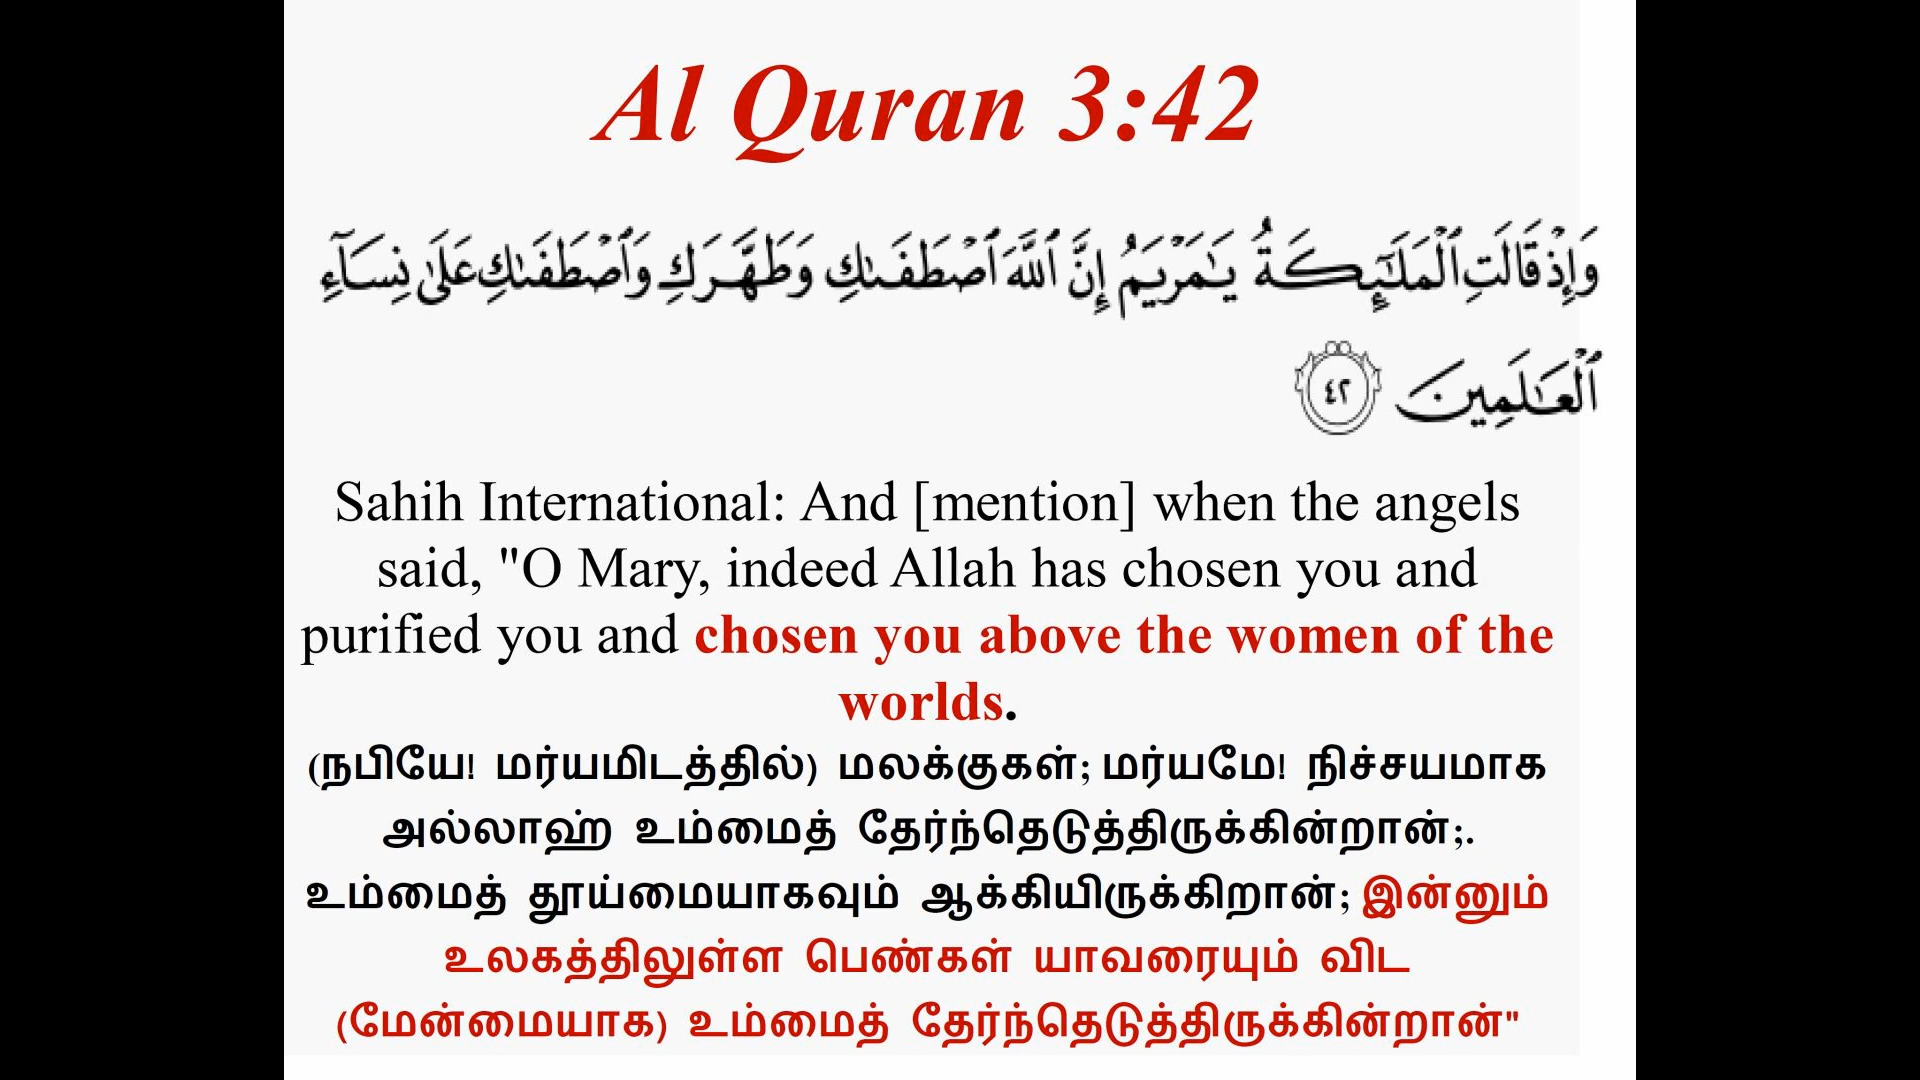 Al Quran 3:42
وَإِذْ قَالَتِ ٱلْمَلَـٰٓئِكَةُ يَـٰمَرْيَمُ إِنَّ ٱللَّهَ ٱصْطَفَىٰكِ وَطَهَّرَكِ وَٱصْطَفَىٰكِ عَلَىٰ نِسَآءِ
ٱلْعَـٰلَمِينَ ٤٢
Sahih International: And [mention] when the angels
said, "O Mary, indeed Allah has chosen you and
purified you and chosen you above the women of the
worlds.
(நபியே! மர்யமிடத்தில்) மலக்குகள்; மர்யமே! நிச்சயமாக
அல்லாஹ் உம்மைத் தேர்ந்தெடுத்திருக்கின்றான்;.
உம்மைத் தூய்மையாகவும் ஆக்கியிருக்கிறான்; இன்னும்
உலகத்திலுள்ள பெண்கள் யாவரையும் விட
(மேன்மையாக) உம்மைத் தேர்ந்தெடுத்திருக்கின்றான்"